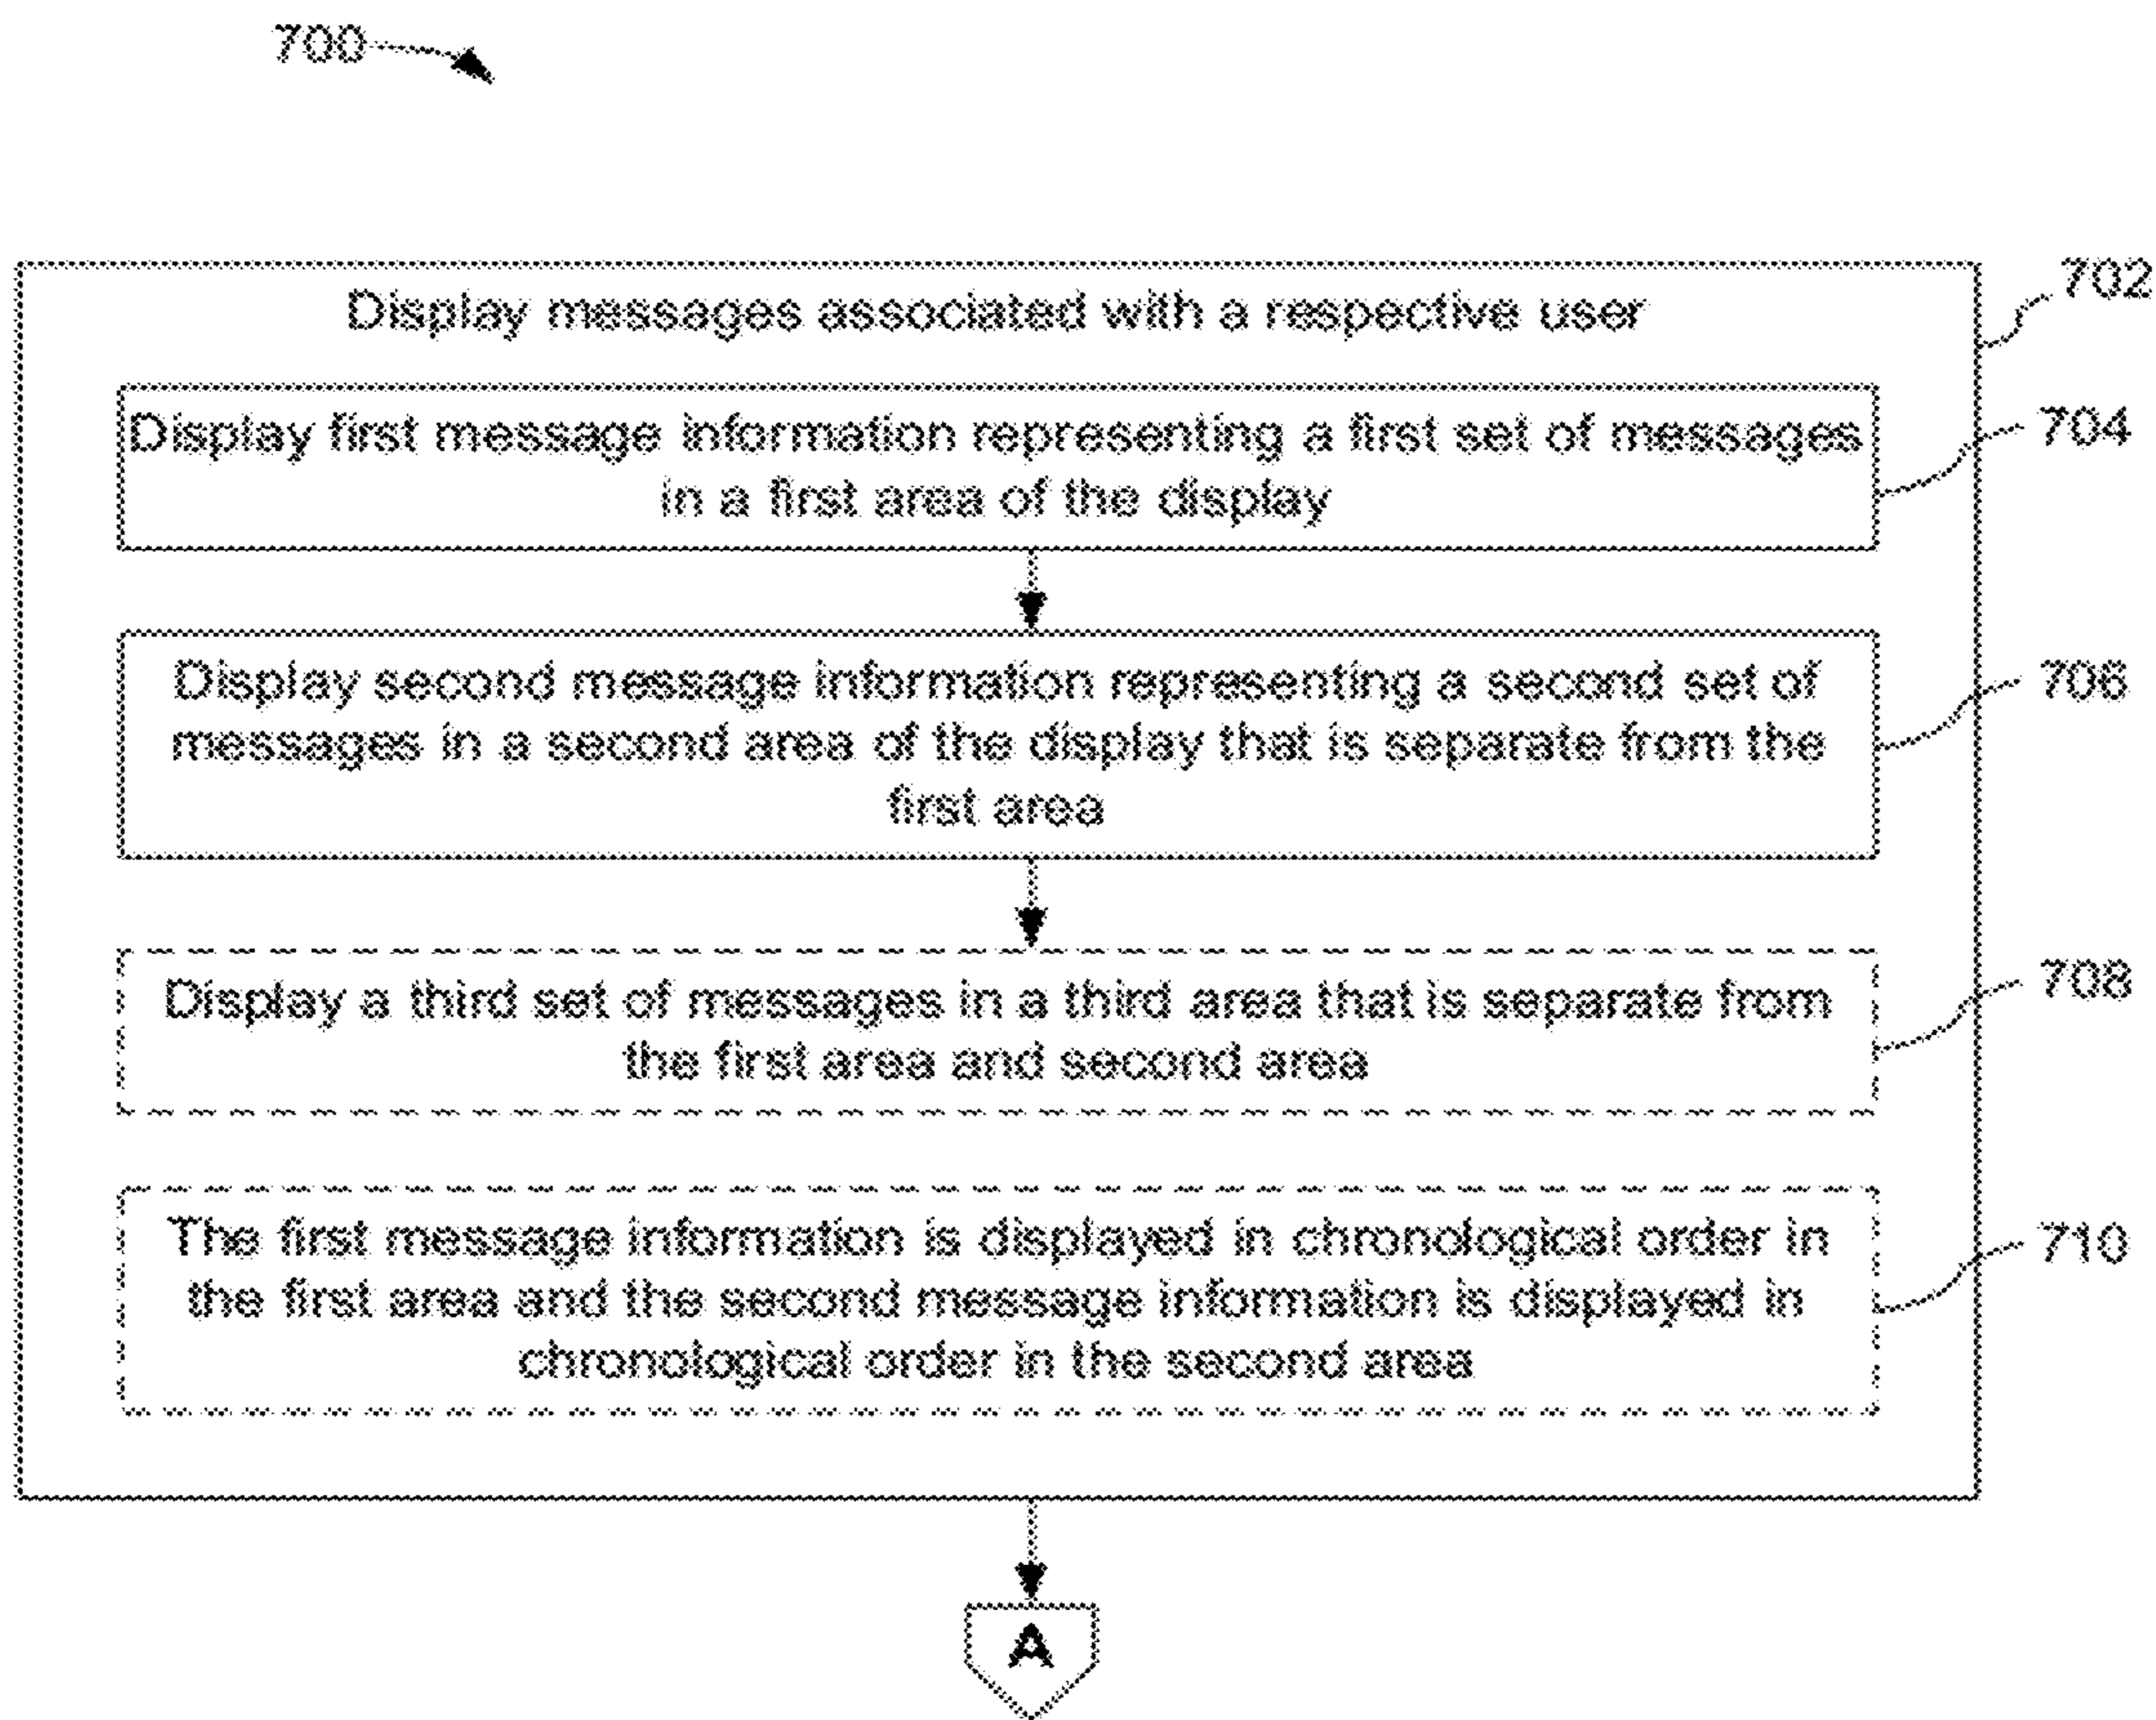 700
702
Display messages associated with a respective user
Display first message information representing a first set of messages
in a first area of the display
704
Display second message information representing a second set of
messages in a second area of the display that is separate from the
first area
706
Display a third set of messages in a third area that is separate from
the first area and second area
708
The first message information is displayed in chronological order in
the first area and the second message information is displayed in
chronological order in the second area
710
A